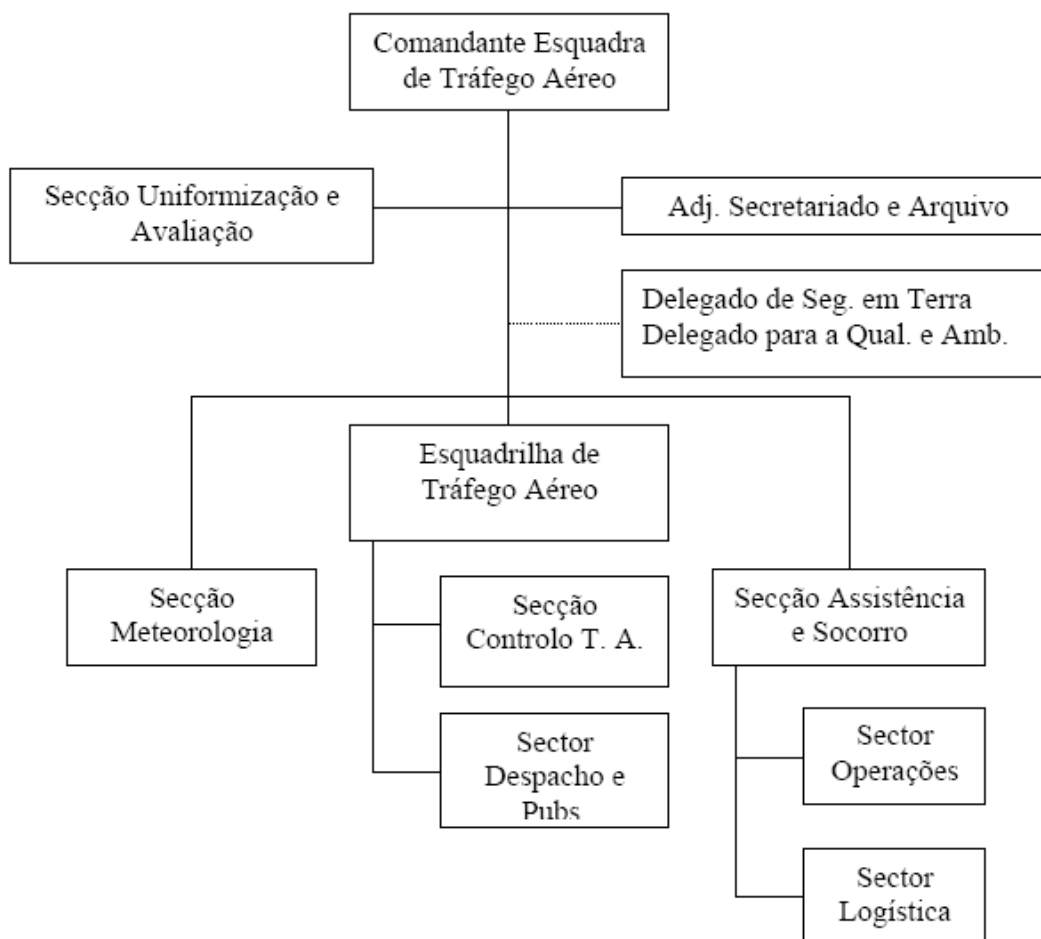 Comandante Esquadra
de Tráfego Aéreo
Secção Uniformização e
Avaliação
Adj. Secretariado e Arquivo
Delegado de Seg. em Terra
Delegado para a Qual. e Amb.
Esquadrilha de
Tráfego Aéreo
Secção
Meteorologia
Secção
Controlo T. A.
Sector
Despacho e
Pubs
Secção Assistência
e Socorro
Sector
Operações
Sector
Logística